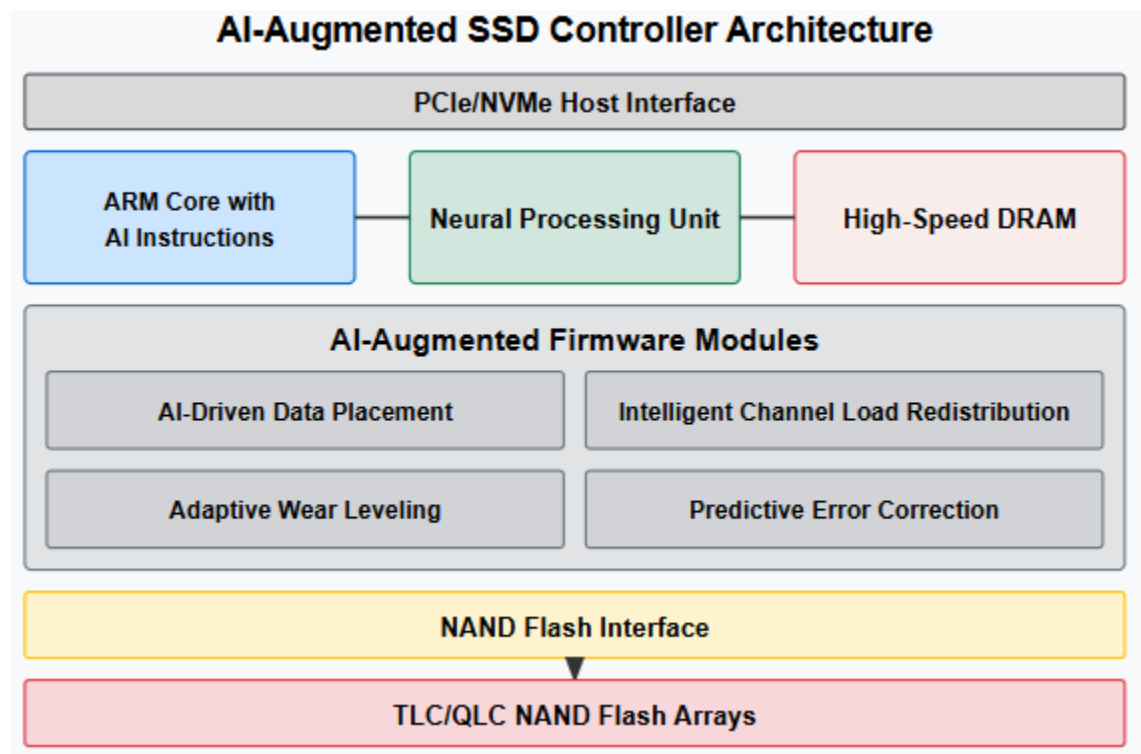 AI-Augmented SSD Controller Architecture
PCIe/NVMe Host Interface
ARM Core with
AI Instructions
Neural Processing Unit
High-Speed DRAM
AI-Augmented Firmware Modules
AI-Driven Data Placement
Intelligent Channel Load Redistribution
Adaptive Wear Leveling
Predictive Error Correction
NAND Flash Interface
TLC/QLC NAND Flash Arrays